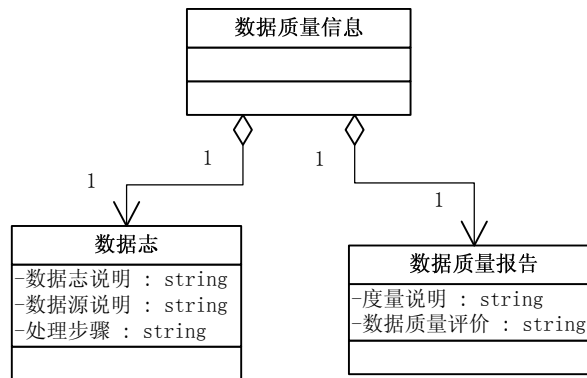 数据质量信息
1
1
1
1
数据志
-数据志说明 : string
-数据源说明 : string
-处理步骤 : string
数据质量报告
-度量说明 : string
-数据质量评价 : string